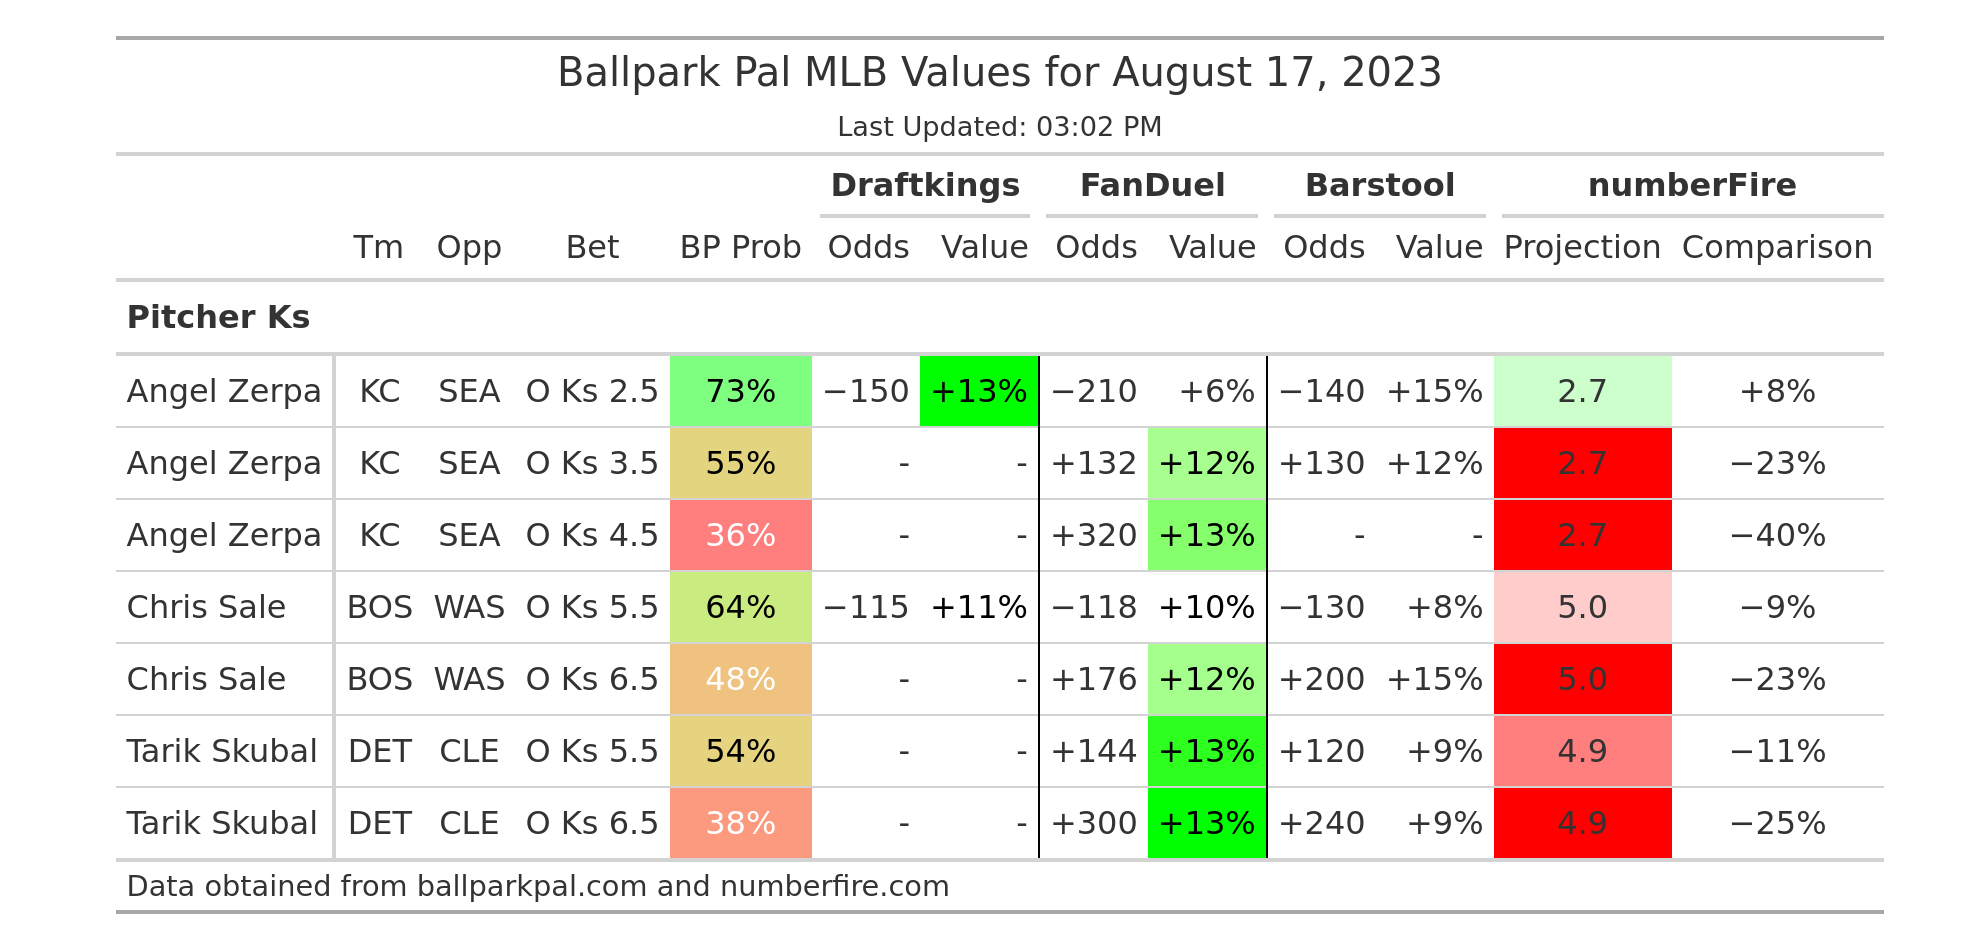 Ballpark Pal MLB Values for August 17, 2023
Last Updated: 03:02 PM
Draftkings FanDuel Barstool numberFire
Tm Opp Bet BP Prob Odds Value Odds Value Odds Value Projection Comparison
Pitcher Ks
Angel Zerpa KC SEA O Ks 2.5 73% −150 +13% −210 +6% −140 +15% 2.7 +8%
Angel Zerpa KC SEA O Ks 3.5 55% - - +132 +12% +130 +12% 2.7 −23%
Angel Zerpa KC SEA O Ks 4.5 36% - - +320 +13% - - 2.7 −40%
Chris Sale BOS WAS O Ks 5.5 64% −115 +11% −118 +10% −130 +8% 5.0 −9%
Chris Sale BOS WAS O Ks 6.5 48% - - +176 +12% +200 +15% 5.0 −23%
Tarik Skubal DET CLE O Ks 5.5 54% - - +144 +13% +120 +9% 4.9 −11%
Tarik Skubal DET CLE O Ks 6.5 38% - - +300 +13% +240 +9% 4.9 −25%
Data obtained from ballparkpal.com and numberfire.com